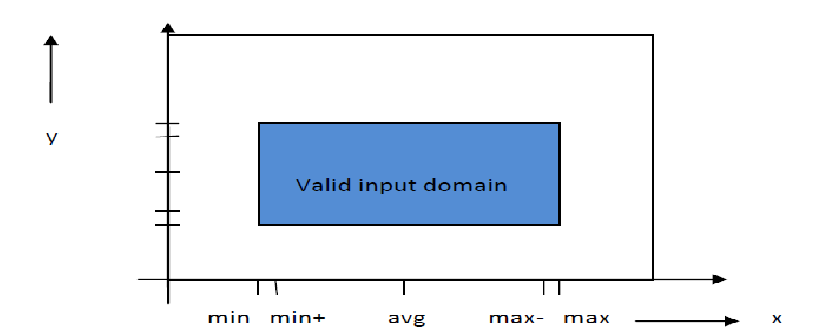 y
Valid input domain
min min+ avg max- max x